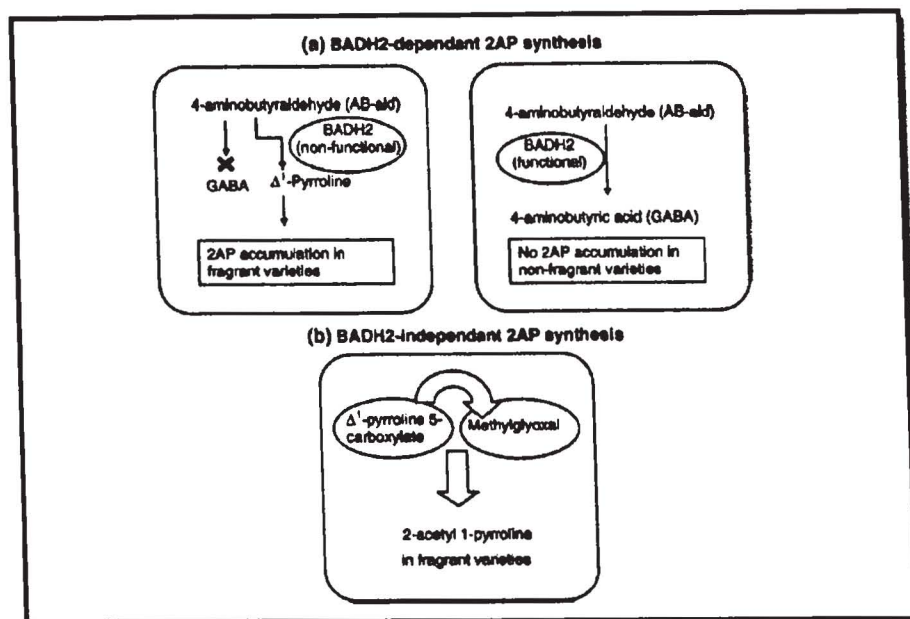 (a) BADH2-dependant 2AP synthesis
4-aminobutyraldehyde (AB-ald)
BADH2
(non-functional)
GABA
Δ¹-Pyrroline
2AP accumulation in
fragrant varieties
4-aminobutyraldehyde (AB-ald)
BADH2
(functional)
4-aminobutyric acid (GABA)
No 2AP accumulation in
non-fragrant varieties
(b) BADH2-independant 2AP synthesis
Δ¹-pyrroline 5-
carboxylate
Methylglyoxal
2-acetyl 1-pyrroline
in fragrant varieties